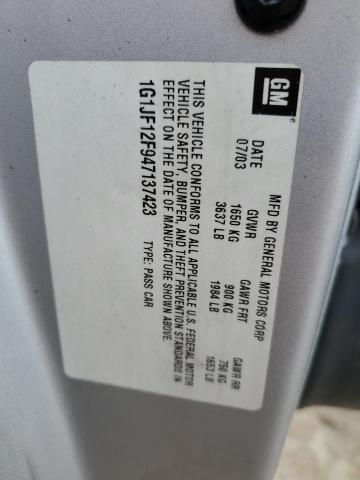 GM
MFD BY GENERAL MOTORS CORP
DATE GVWR GAWR FRT GAWR RR
07/03 1650 KG 900 KG 750 KG
3637 LB 1984 LB 1653 LB
THIS VEHICLE CONFORMS TO ALL APPLICABLE U.S. FEDERAL MOTOR
VEHICLE SAFETY, BUMPER, AND THEFT PREVENTION STANDARDS IN
EFFECT ON THE DATE OF MANUFACTURE SHOWN ABOVE.
1G1JF12F947137423 TYPE: PASS CAR